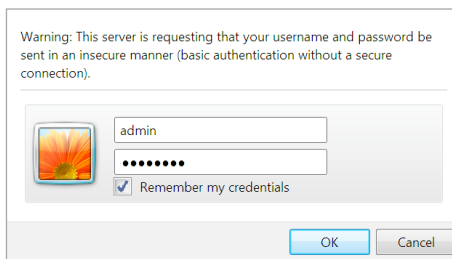 Warning: This server is requesting that your username and password be
sent in an insecure manner (basic authentication without a secure
connection).
admin
••••••••
Remember my credentials
OK
Cancel